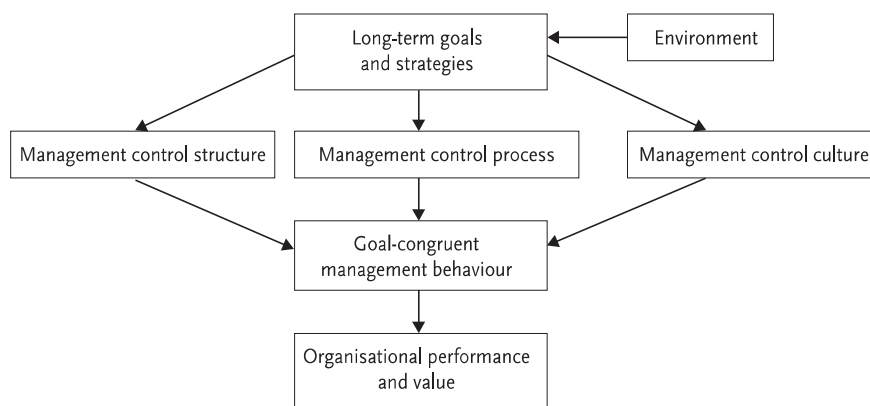 Long-term goals
and strategies
Environment
Management control structure
Management control process
Management control culture
Goal-congruent
management behaviour
Organisational performance
and value